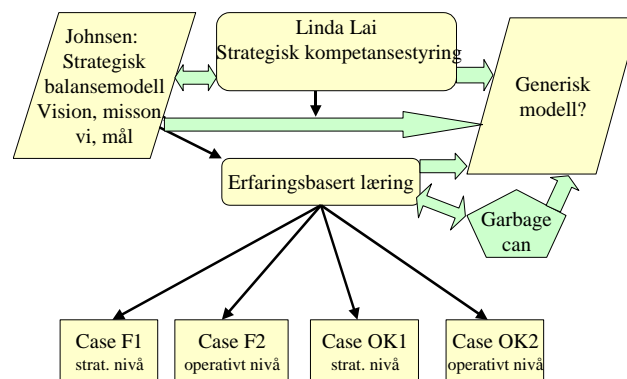 Johnsen:
Strategisk
balansemodell
Vision, misson
vi, mål
Linda Lai
Strategisk kompetansestyring
Generisk
modell?
Erfaringsbasert læring
Garbage
can
Case F1
strat. nivå
Case F2
operativt nivå
Case OK1
strat. nivå
Case OK2
operativt nivå